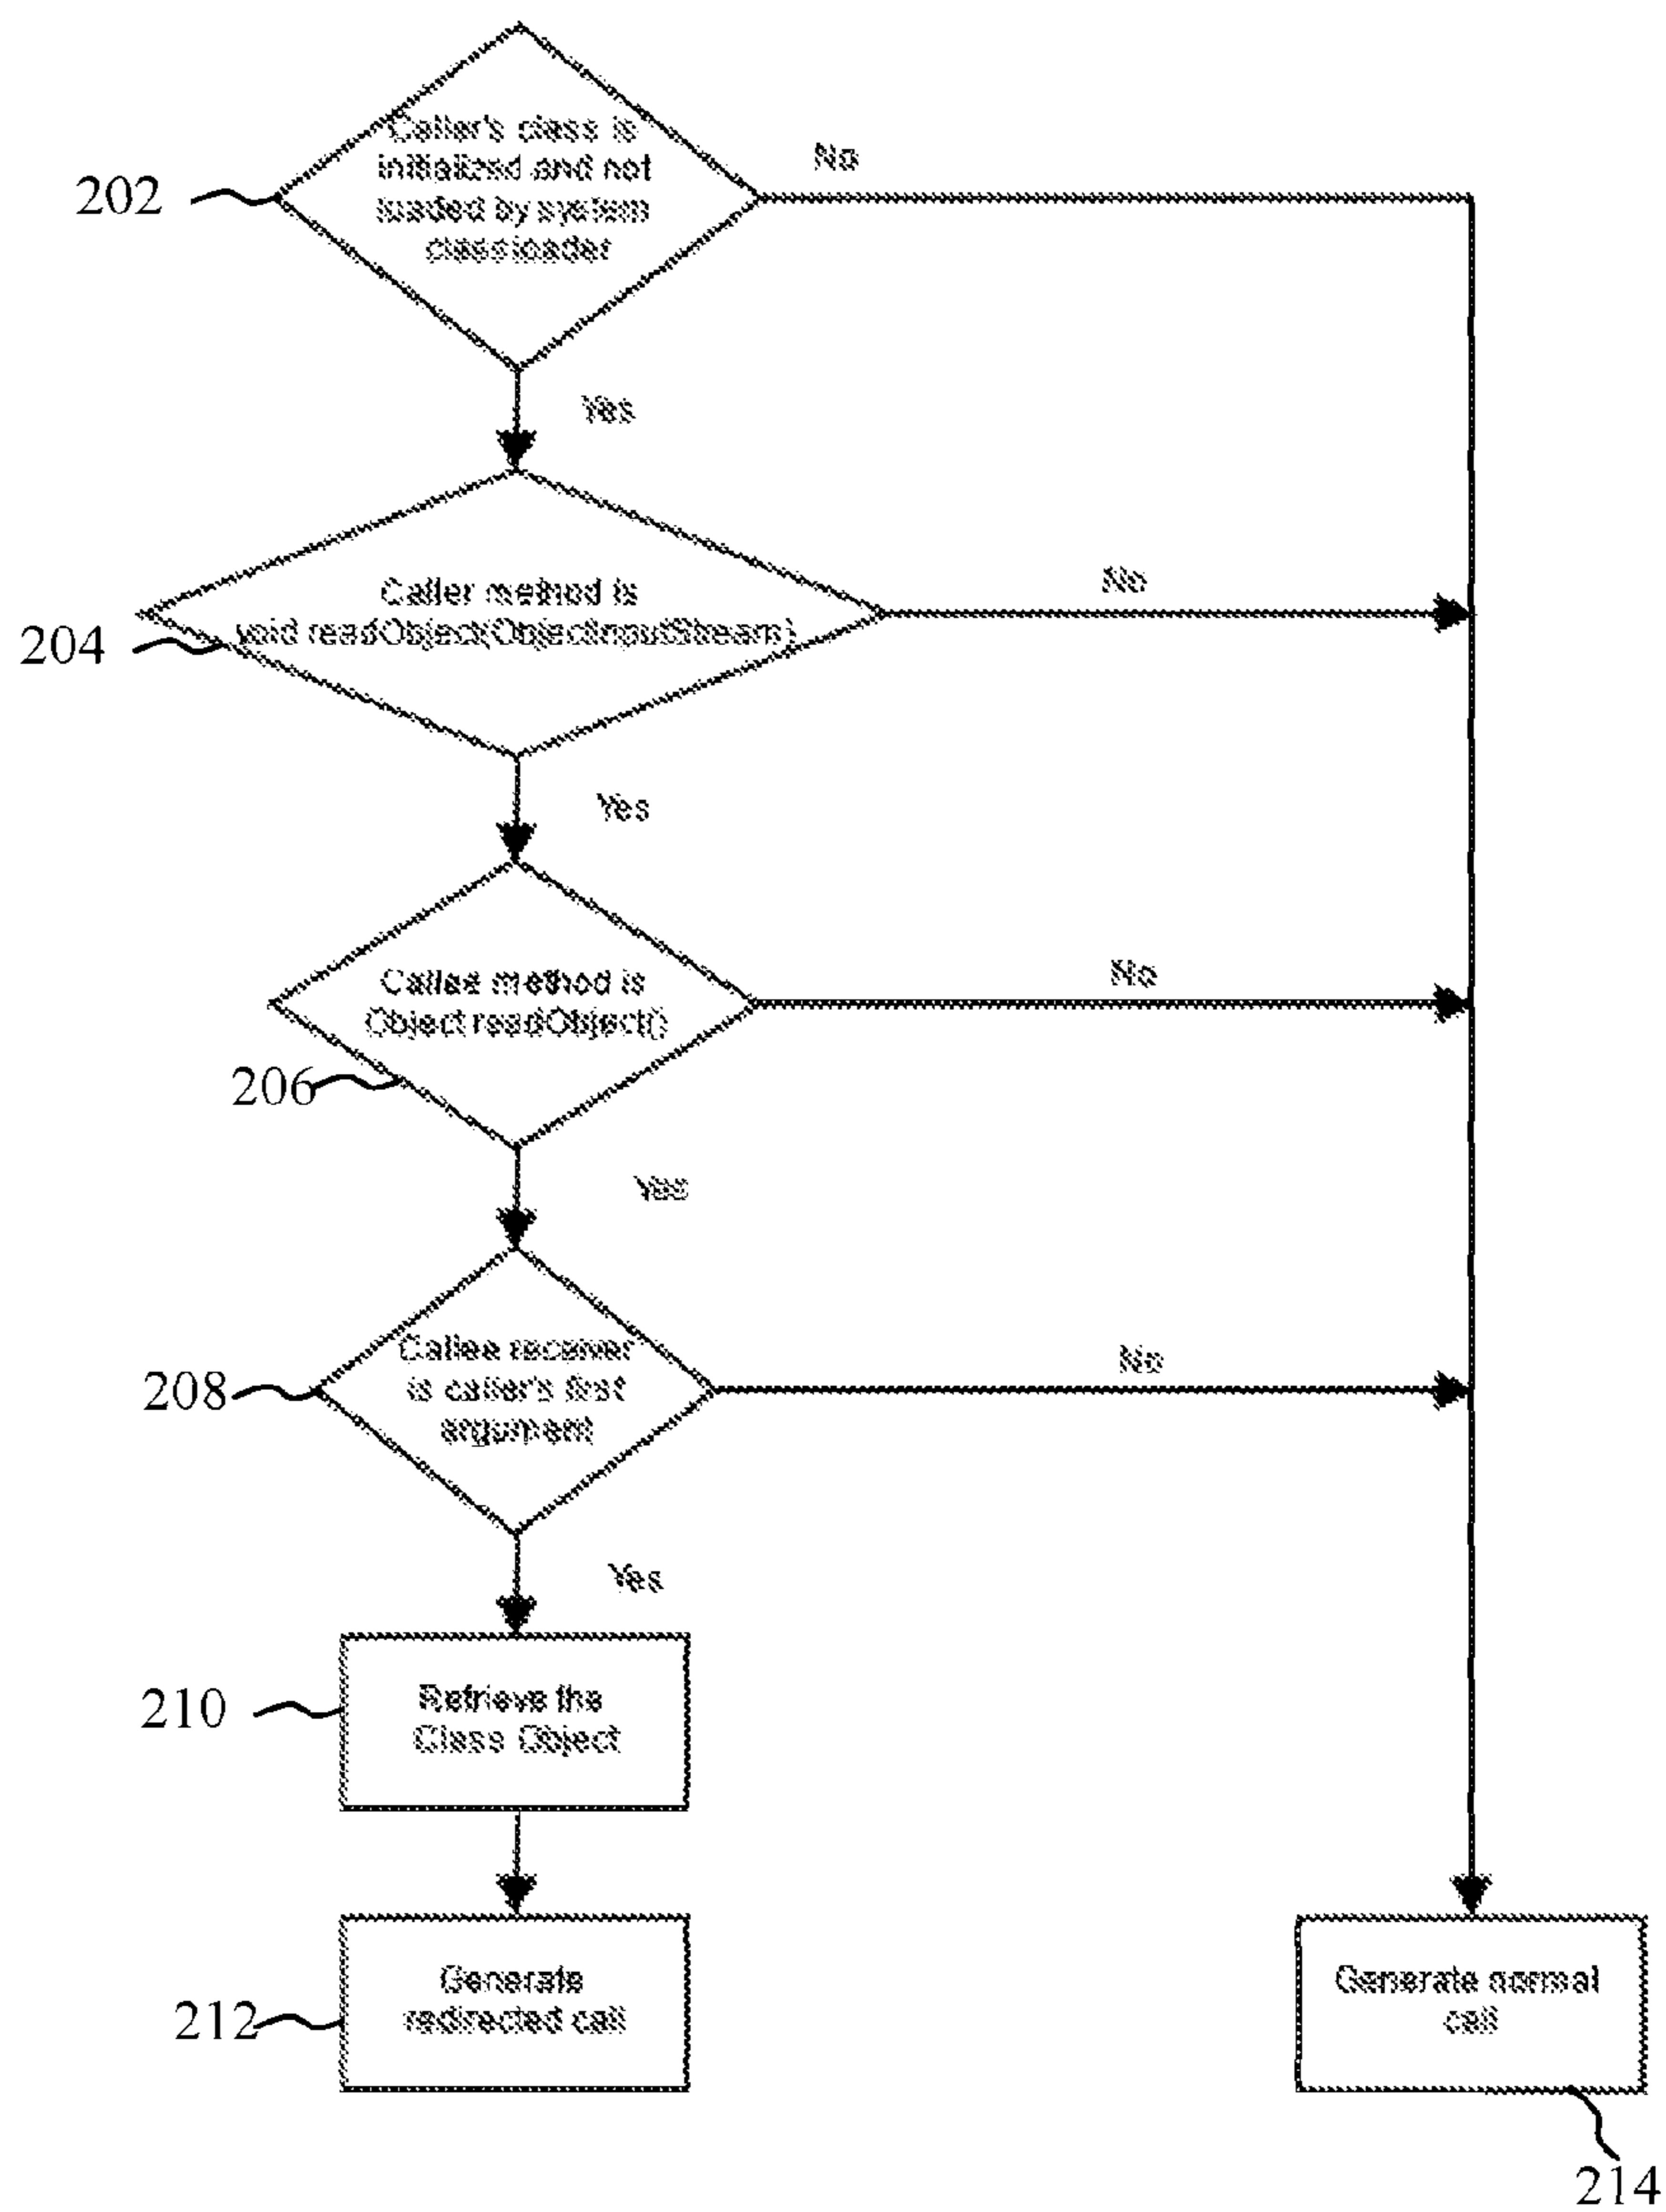 Caller's class is
initialized and not
loaded by system
classloader
No
202
Yes
Caller method is
void readObject(ObjectInputStream)
No
204
Yes
Callee method is
Object readObject()
No
206
Yes
Callee receiver
is caller's first
argument
No
208
Yes
Retrieve the
Class Object
210
Generate
redirected call
212
Generate normal
call
214